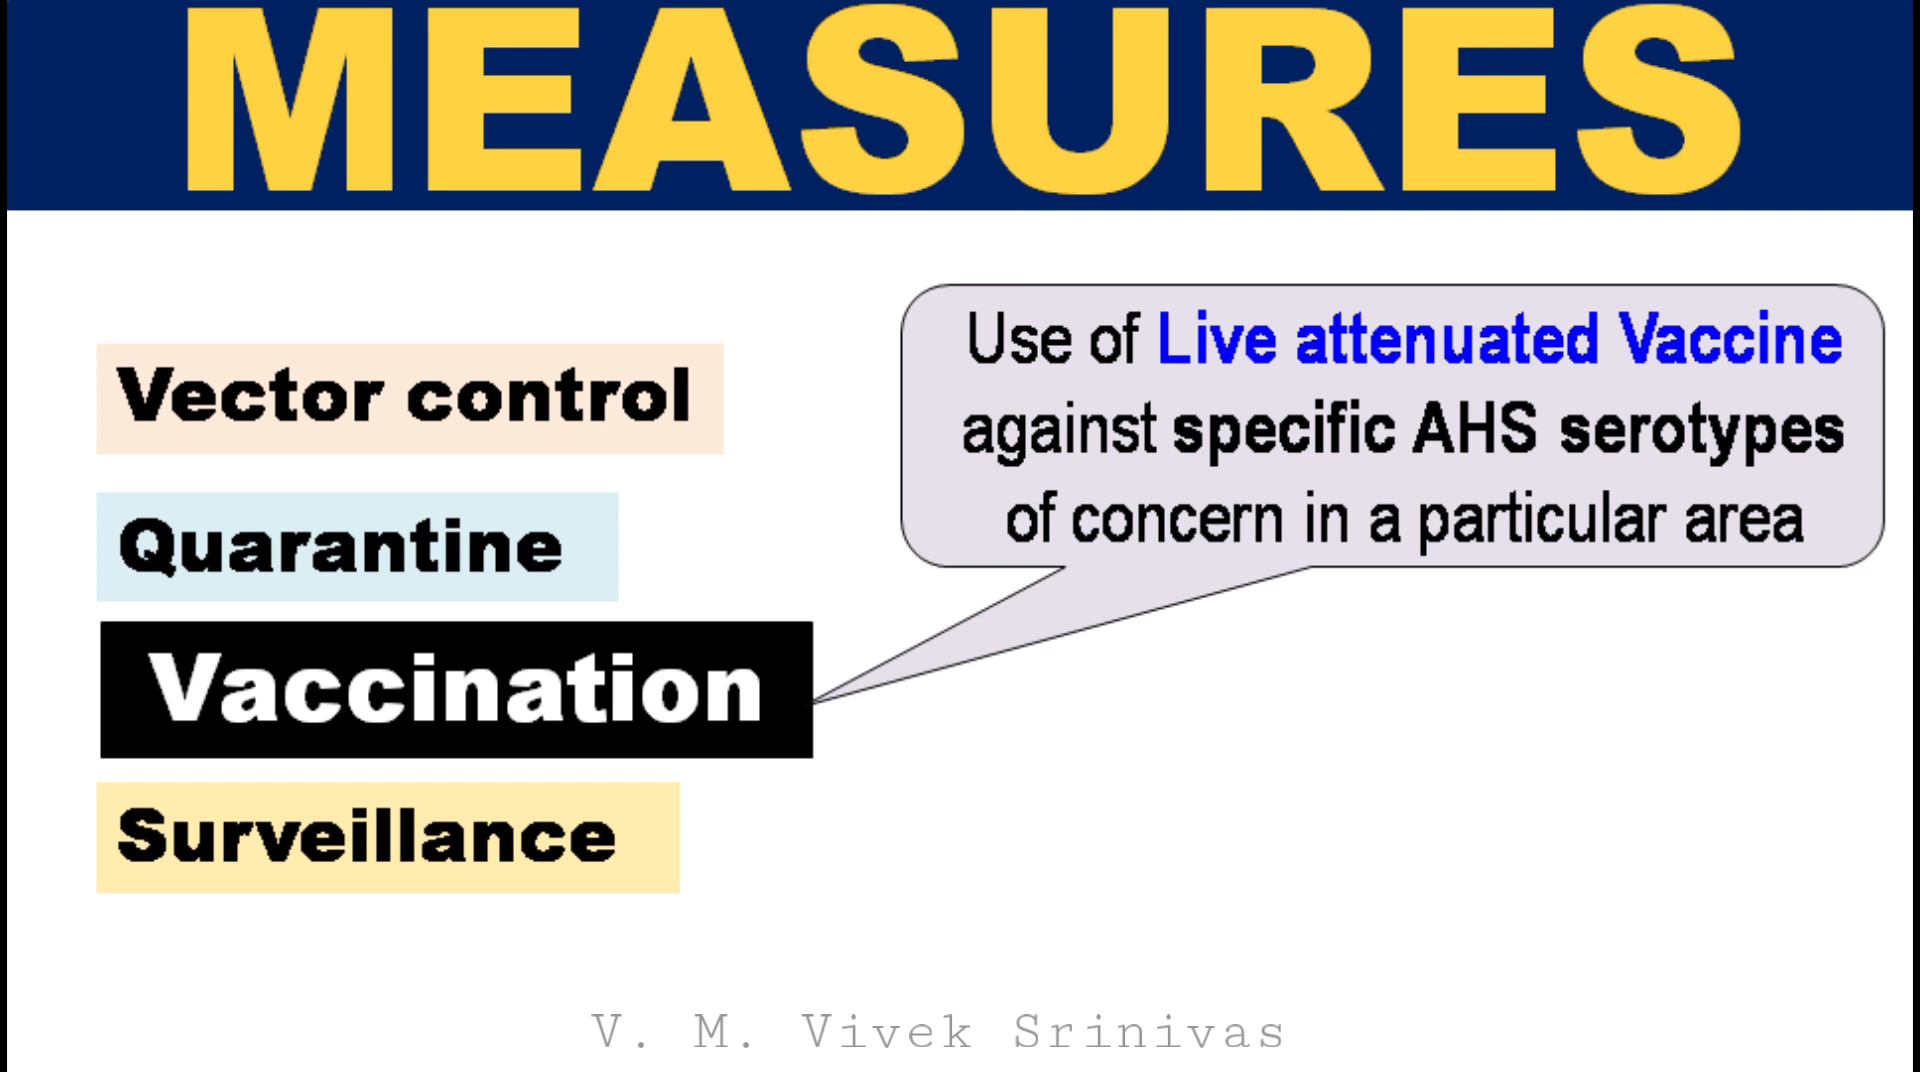 MEASURES
Vector control
Quarantine
Vaccination
Surveillance
Use of Live attenuated Vaccine
against specific AHS serotypes
of concern in a particular area
V. M. Vivek Srinivas